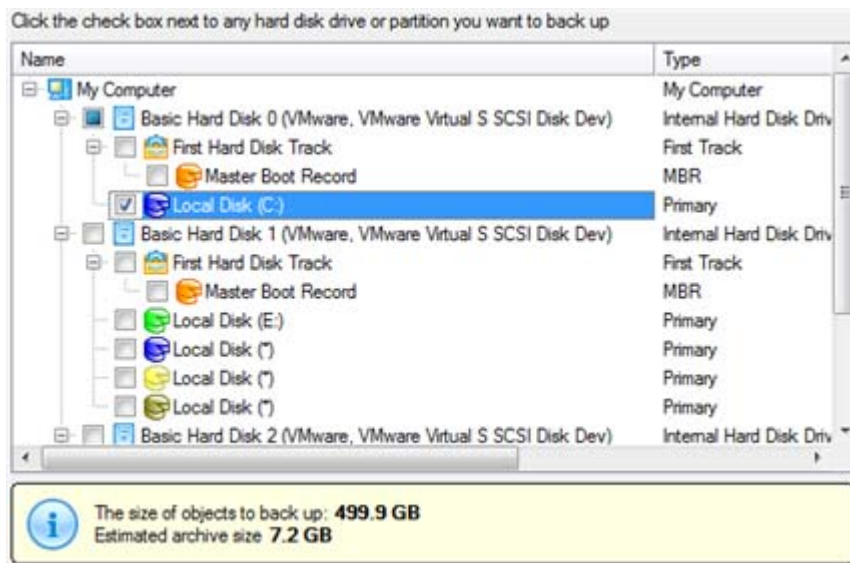 Click the check box next to any hard disk drive or partition you want to back up
Name Type
My Computer My Computer
Basic Hard Disk 0 (VMware, VMware Virtual S SCSI Disk Dev) Internal Hard Disk Driv
First Hard Disk Track First Track
Master Boot Record MBR
Local Disk (C:) Primary
Basic Hard Disk 1 (VMware, VMware Virtual S SCSI Disk Dev) Internal Hard Disk Driv
First Hard Disk Track First Track
Master Boot Record MBR
Local Disk (E:) Primary
Local Disk (*) Primary
Local Disk (*) Primary
Local Disk (*) Primary
Basic Hard Disk 2 (VMware, VMware Virtual S SCSI Disk Dev) Internal Hard Disk Driv
The size of objects to back up: 499.9 GB
Estimated archive size 7.2 GB